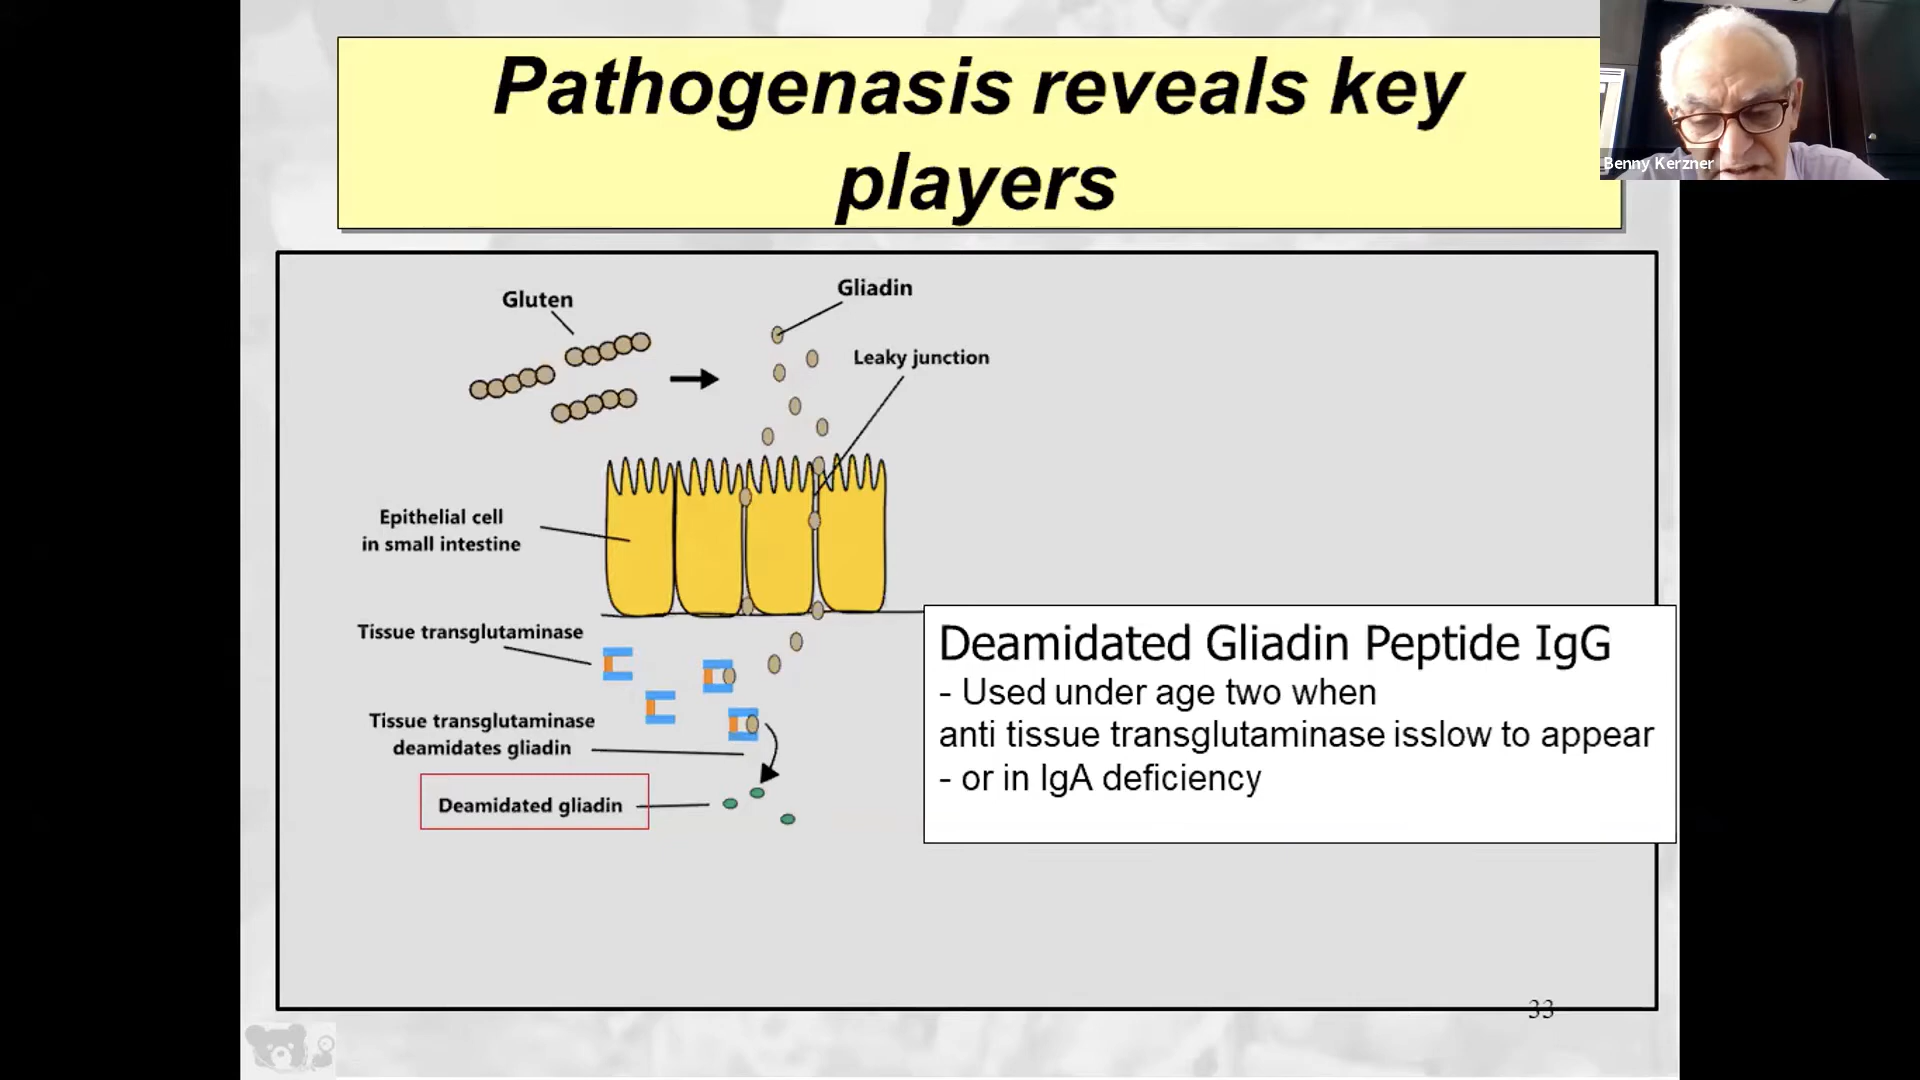 Pathogenasis reveals key
players
Benny Kerzner
Gluten
Gliadin
Leaky junction
Epithelial cell
in small intestine
Tissue transglutaminase
Tissue transglutaminase
deamidates gliadin
Deamidated gliadin
Deamidated Gliadin Peptide IgG
- Used under age two when
anti tissue transglutaminase isslow to appear
- or in IgA deficiency
33